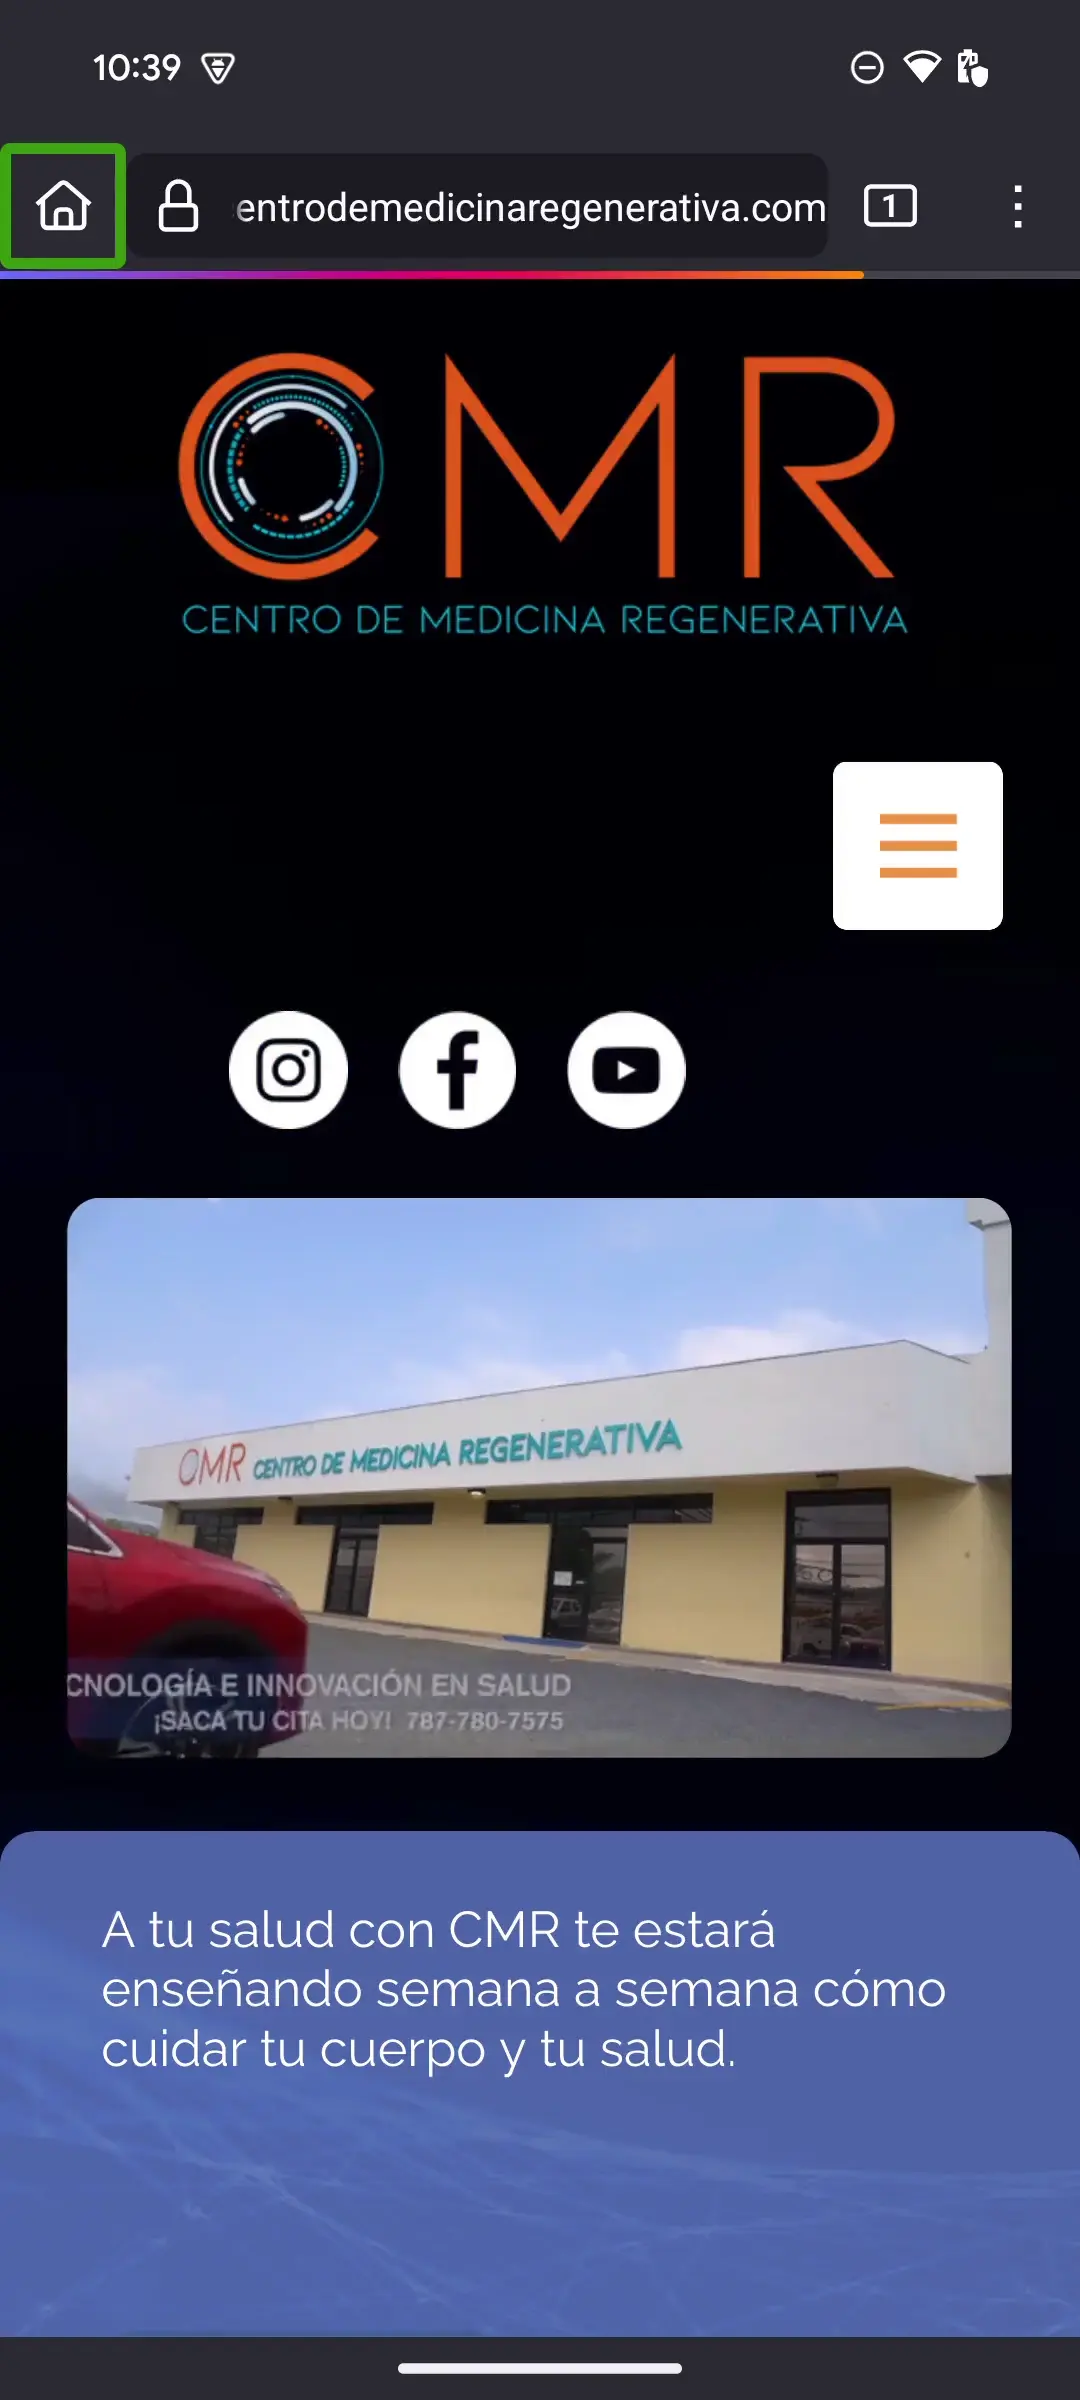 10:39
entrodemedicinaregenerativa.com
1
CMR
CENTRO DE MEDICINA REGENERATIVA
CMR CENTRO DE MEDICINA REGENERATIVA
CNOLOGÍA E INNOVACIÓN EN SALUD
¡SACA TU CITA HOY! 787-780-7575
A tu salud con CMR te estará
enseñando semana a semana cómo
cuidar tu cuerpo y tu salud.